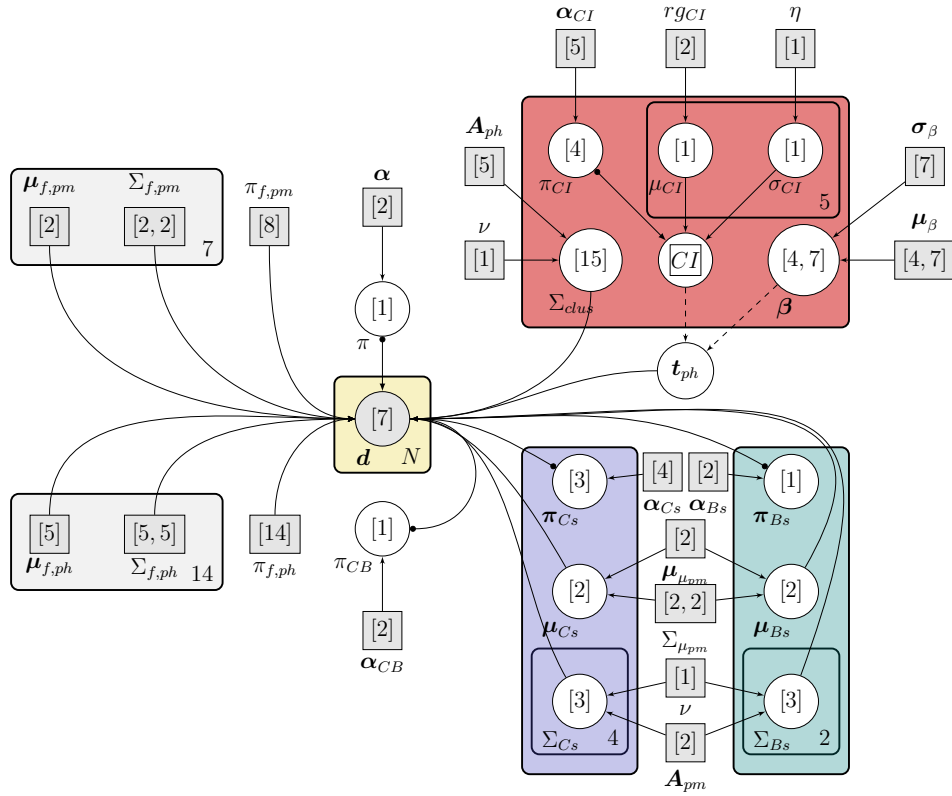 α_CI rg_CI η
[5] [2] [1]
A_ph σ_β
[5] [4] [1] [1] [7]
π_CI μ_CI σ_CI
5
μ_f,pm Σ_f,pm π_f,pm α
[2] [2, 2] [8] [2]
7
ν μ_β
[1] [15] CI [4, 7] [4, 7]
Σ_clus β
[1]
π
t_ph
[7]
d N
[5] [5, 5] [14] [1]
μ_f,ph Σ_f,ph π_f,ph π_CB
14
[2]
α_CB
[3] [4] [2] [1]
π_Cs α_Cs α_Bs π_Bs
[2]
μ_μ_pm
[2] [2, 2] [2]
μ_Cs Σ_μ_pm μ_Bs
[1]
[3] ν [3]
Σ_Cs 4 [2] Σ_Bs 2
A_pm